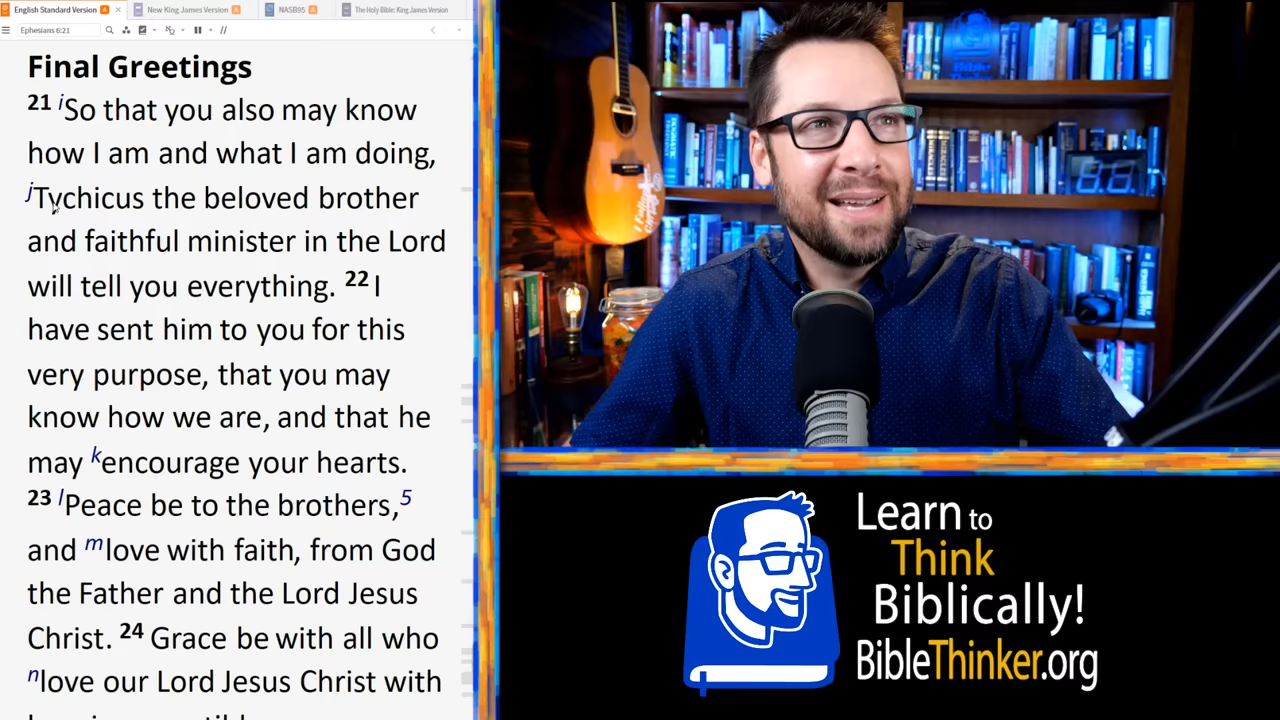 English Standard Version A
New King James Version A
NASB95 A
The Holy Bible: King James Version
Ephesians 6:21
Final Greetings
21 iSo that you also may know
how I am and what I am doing,
jTychicus the beloved brother
and faithful minister in the Lord
will tell you everything. 22 I
have sent him to you for this
very purpose, that you may
know how we are, and that he
may kencourage your hearts.
23 lPeace be to the brothers,5
and mlove with faith, from God
the Father and the Lord Jesus
Christ. 24 Grace be with all who
nlove our Lord Jesus Christ with
Learn to
Think
Biblically!
BibleThinker.org